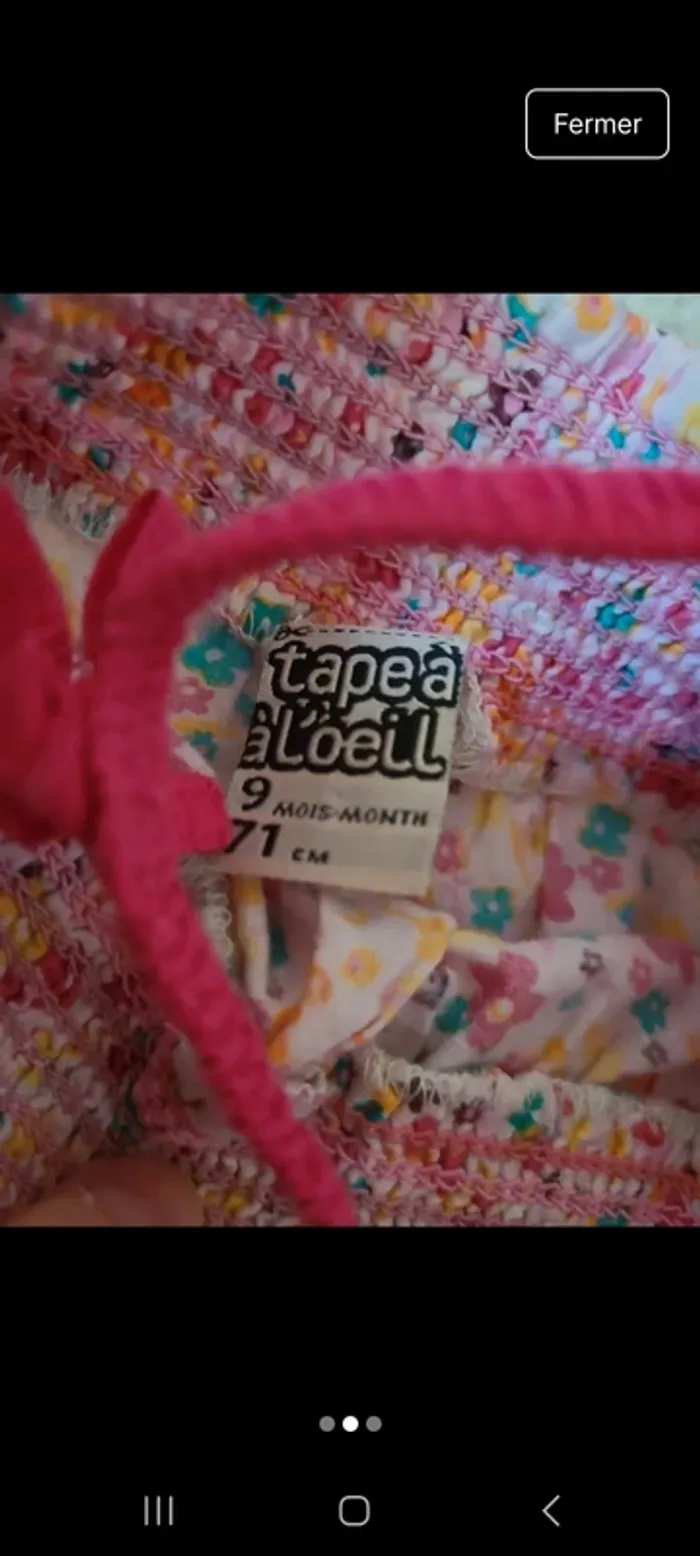 Fermer
tape à
à l'oeil
9 MOIS-MONTH
71 CM